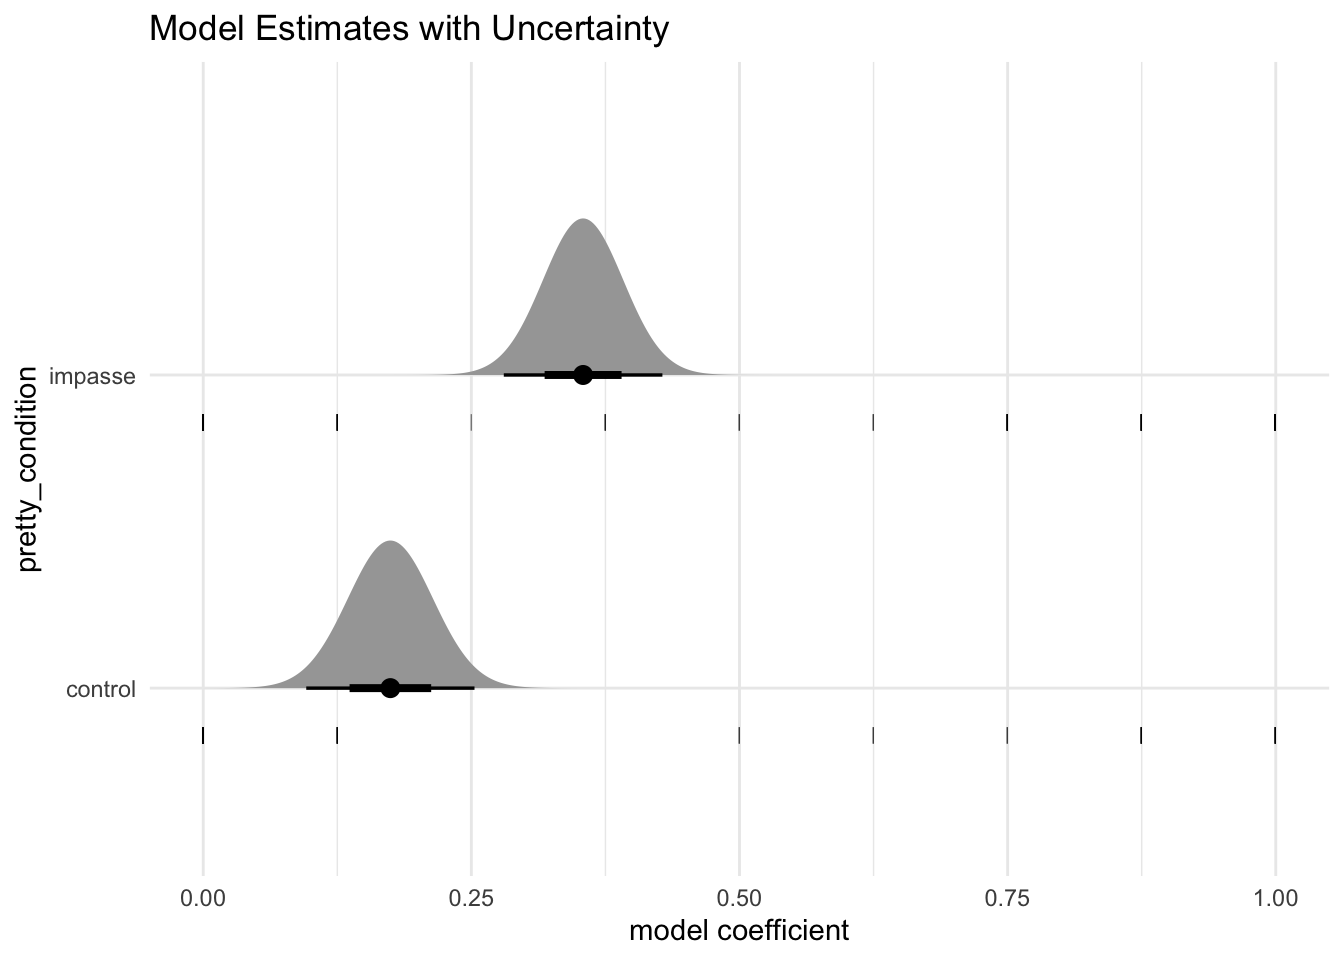 Model Estimates with Uncertainty
pretty_condition
impasse
control
0.00 0.25 0.50 0.75 1.00
model coefficient